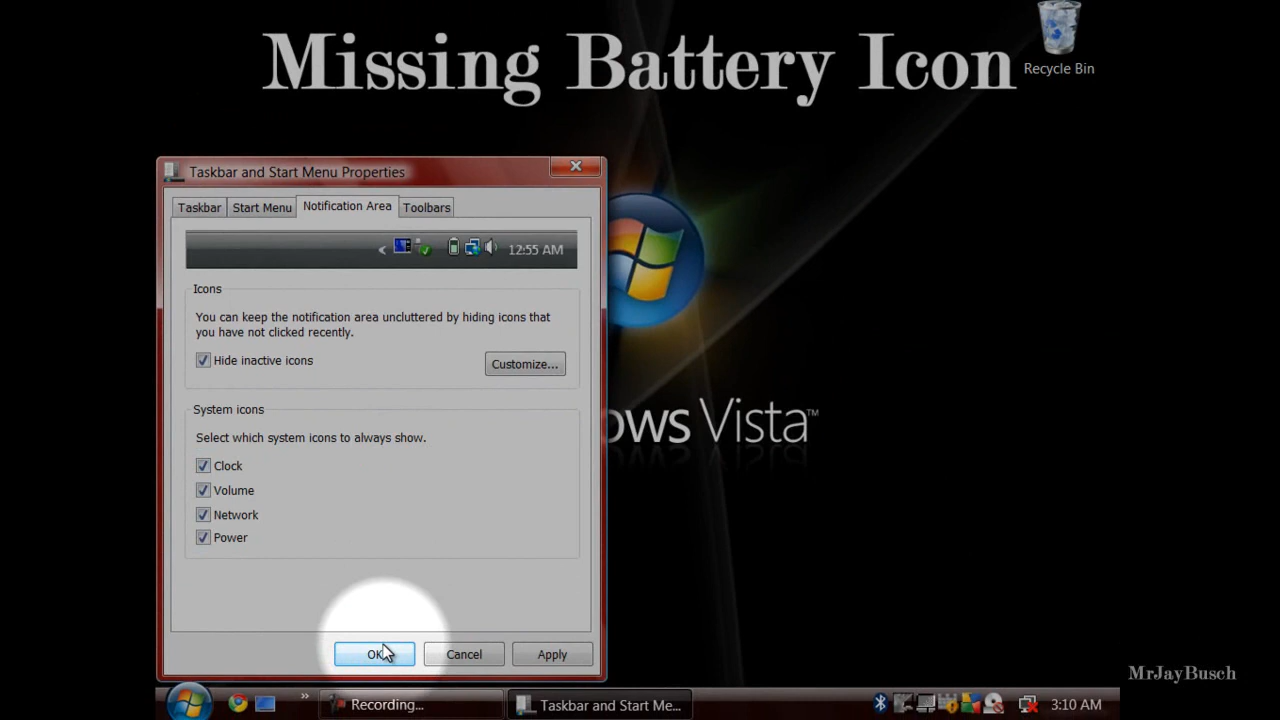 Missing Battery Icon
Recycle Bin
Taskbar and Start Menu Properties
Taskbar
Start Menu
Notification Area
Toolbars
12:55 AM
Icons
You can keep the notification area uncluttered by hiding icons that
you have not clicked recently.
Hide inactive icons
Customize...
System icons
Select which system icons to always show.
Clock
Volume
Network
Power
OK
Cancel
Apply
ows Vista™
MrJayBusch
Recording...
Taskbar and Start Me...
3:10 AM